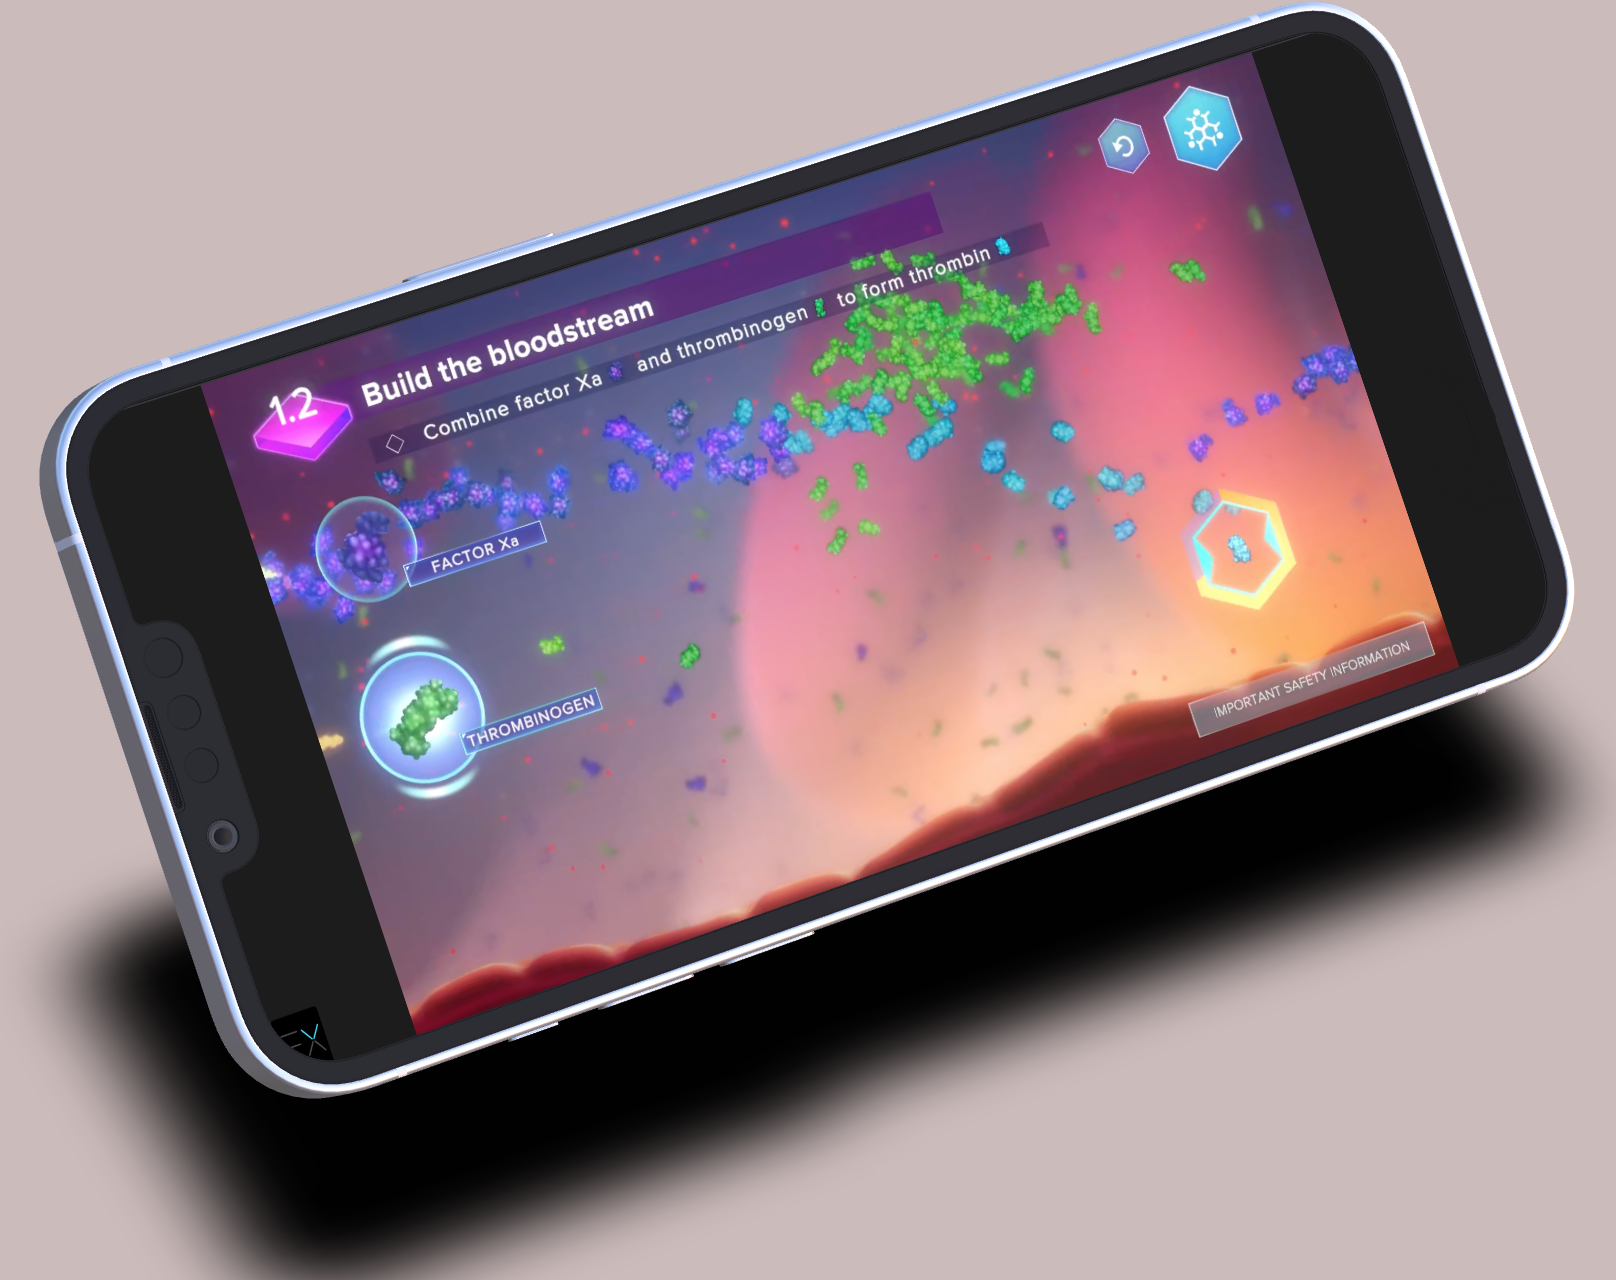 1.2
Build the bloodstream
Combine factor Xa and thrombinogen to form thrombin
FACTOR Xa
THROMBINOGEN
IMPORTANT SAFETY INFORMATION